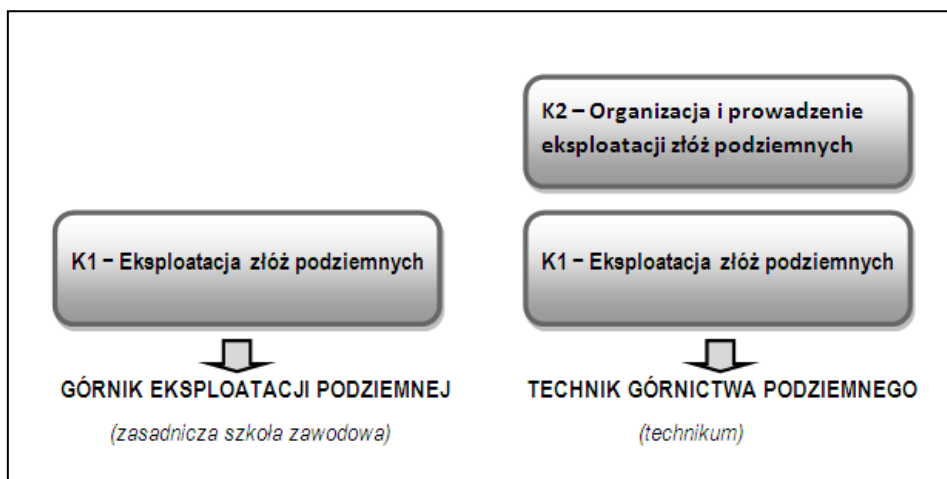 K2 – Organizacja i prowadzenie
eksploatacji złóż podziemnych
K1 – Eksploatacja złóż podziemnych
K1 – Eksploatacja złóż podziemnych
GÓRNIK EKSPLOATACJI PODZIEMNEJ
(zasadnicza szkoła zawodowa)
TECHNIK GÓRNICTWA PODZIEMNEGO
(technikum)